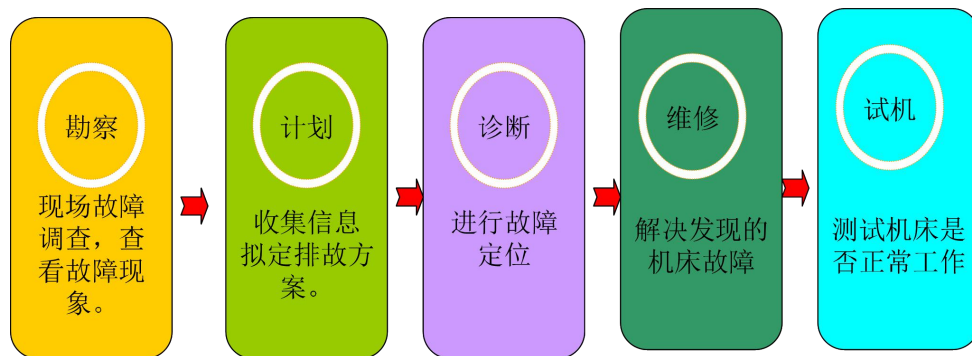 勘察
现场故障
调查，查
看故障现
象。
计划
收集信息
拟定排故方
案。
诊断
进行故障
定位
维修
解决发现的
机床故障
试机
测试机床是
否正常工作